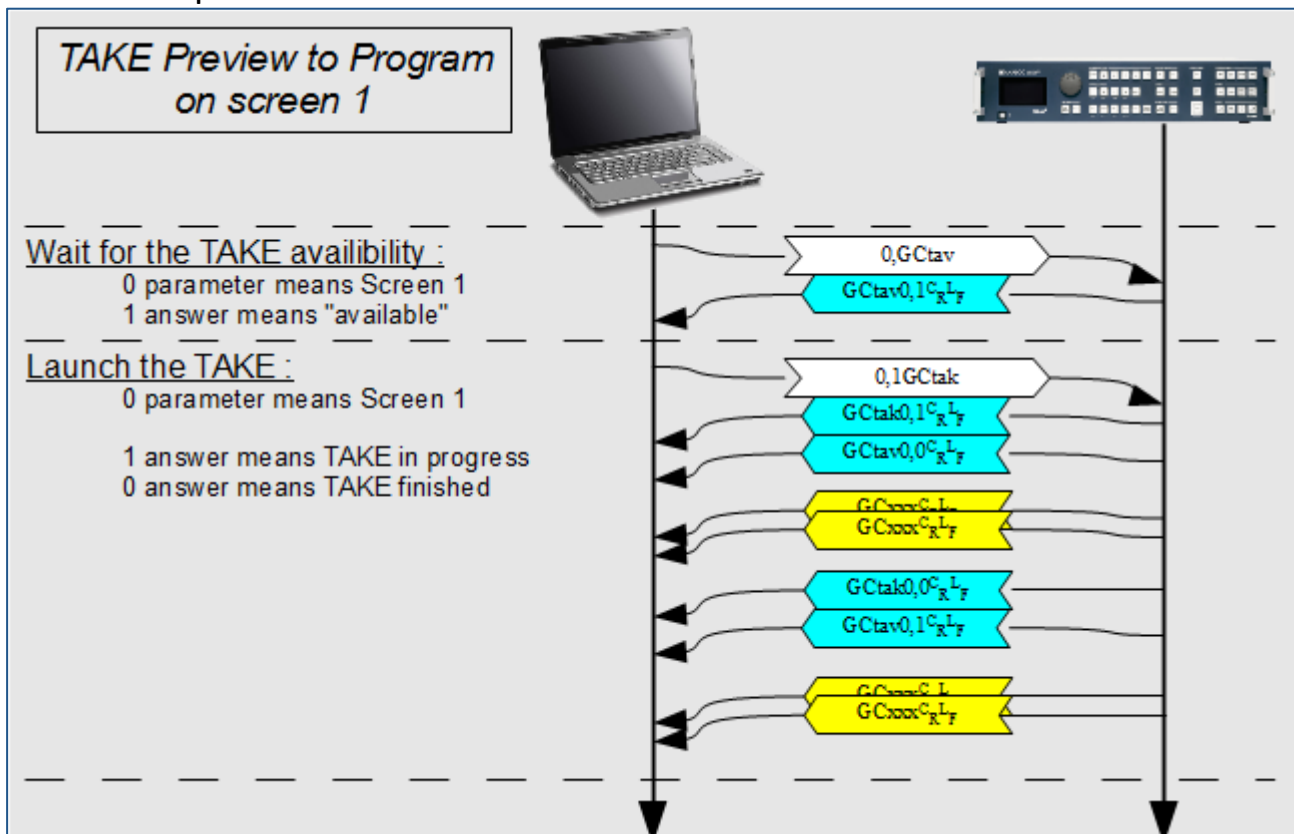 TAKE Preview to Program
on screen 1
Wait for the TAKE availibility :
0 parameter means Screen 1
1 answer means "available"
0,GCtav
GCtav0,1CRLF
Launch the TAKE :
0 parameter means Screen 1
1 answer means TAKE in progress
0 answer means TAKE finished
0,1GCtak
GCtak0,1CRLF
GCtav0,0CRLF
GCxxxCRLF
GCtak0,0CRLF
GCtav0,1CRLF
GCxxxCRLF